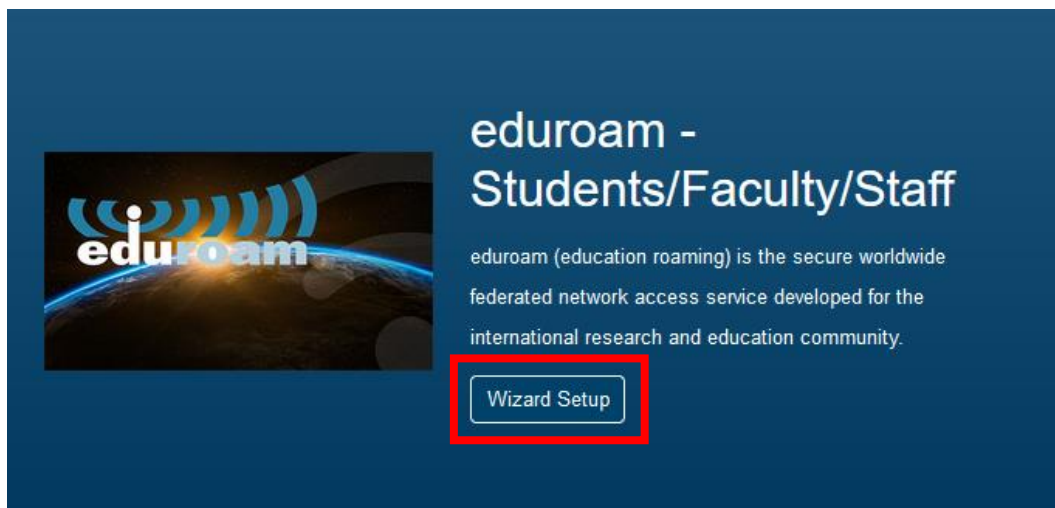 eduroam
eduroam -
Students/Faculty/Staff
eduroam (education roaming) is the secure worldwide
federated network access service developed for the
international research and education community.
Wizard Setup